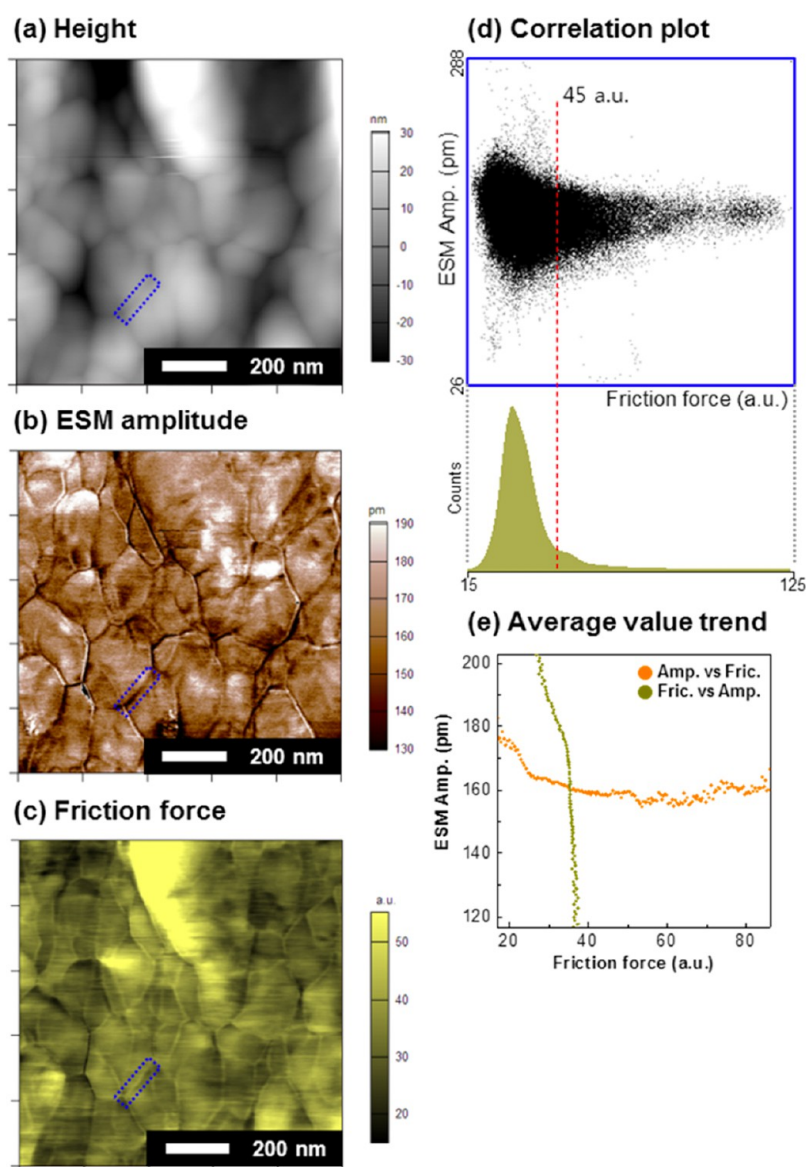 (a) Height
nm
30
20
10
0
-10
-20
-30
200 nm
(b) ESM amplitude
pm
190
180
170
160
150
140
130
200 nm
(c) Friction force
a.u.
50
40
30
20
200 nm
(d) Correlation plot
288
45 a.u.
ESM Amp. (pm)
26
Friction force (a.u.)
Counts
15
125
(e) Average value trend
200
180
160
140
120
ESM Amp. (pm)
Amp. vs Fric.
Fric. vs Amp.
20
40
60
80
Friction force (a.u.)